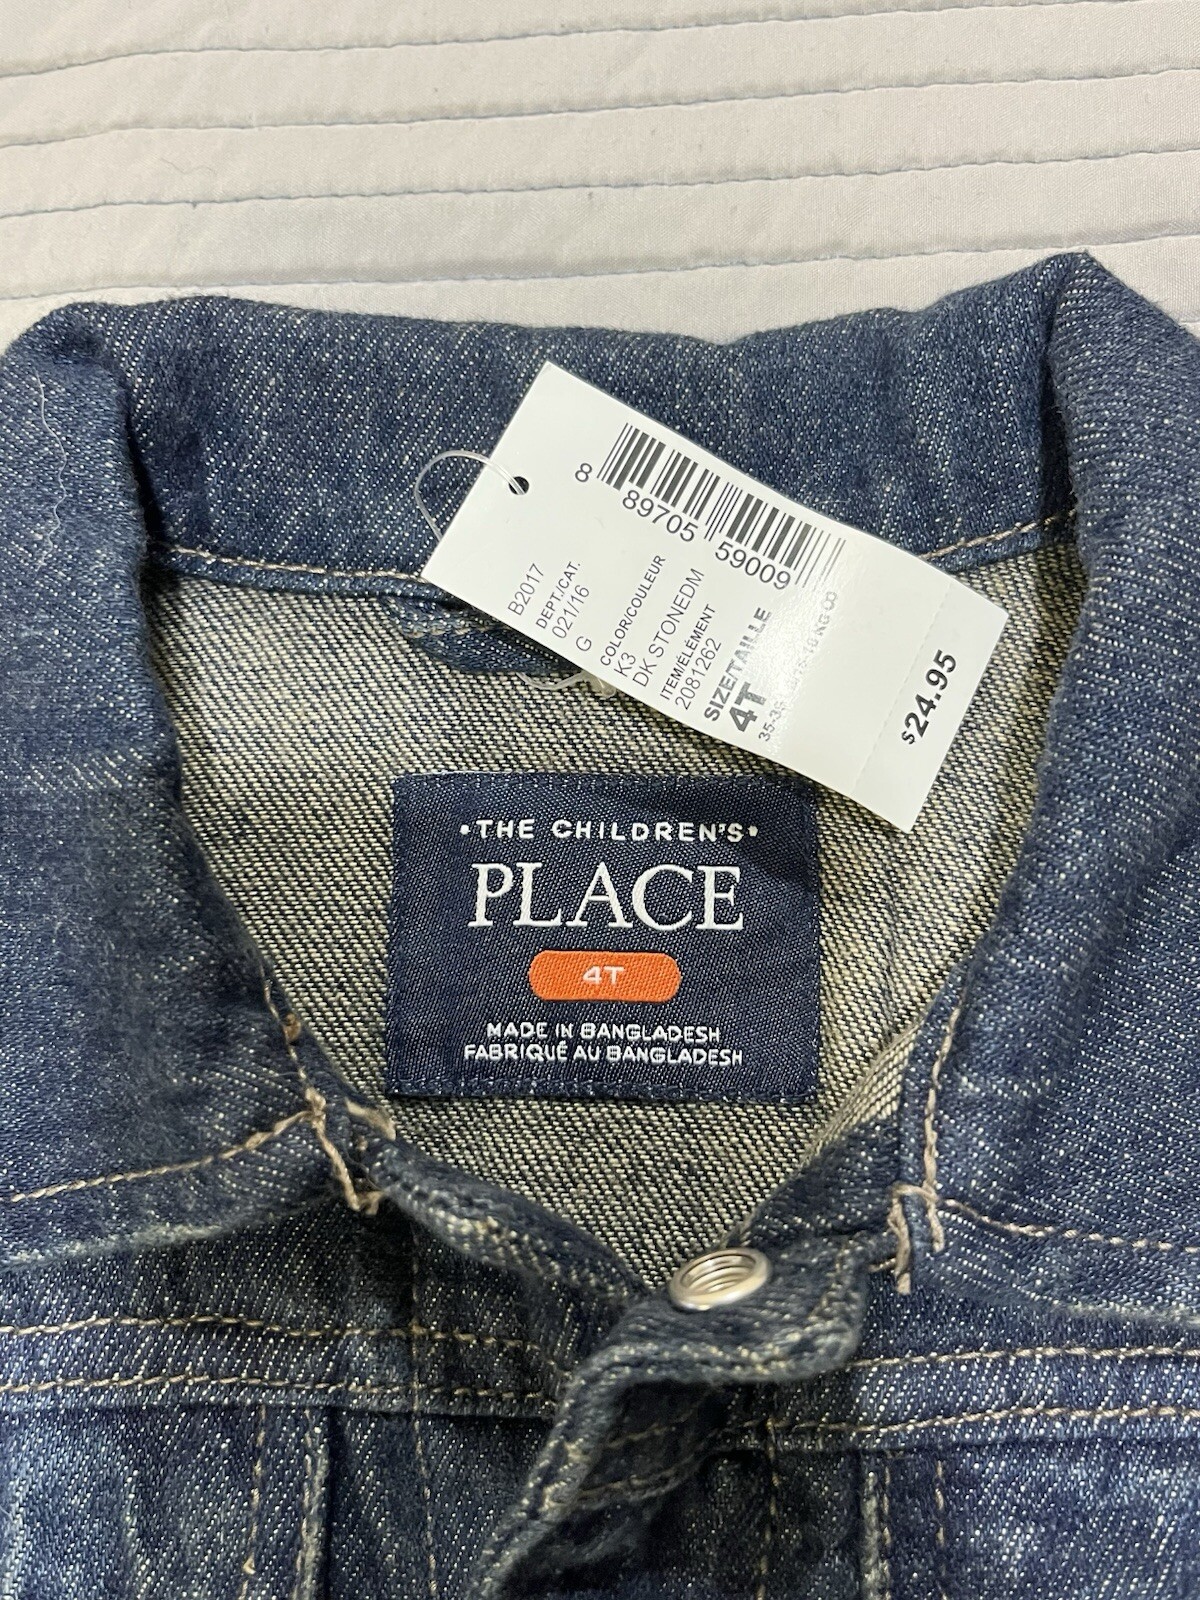 8 89705 59009
B2017
DEPT./CAT.
021/16
G
COLOR/COULEUR
K3
DK STONEDM
ITEM/ÉLÉMENT
2081262
SIZE/TAILLE
4T
$24.95
•THE CHILDREN'S•
PLACE
4T
MADE IN BANGLADESH
FABRIQUÉ AU BANGLADESH